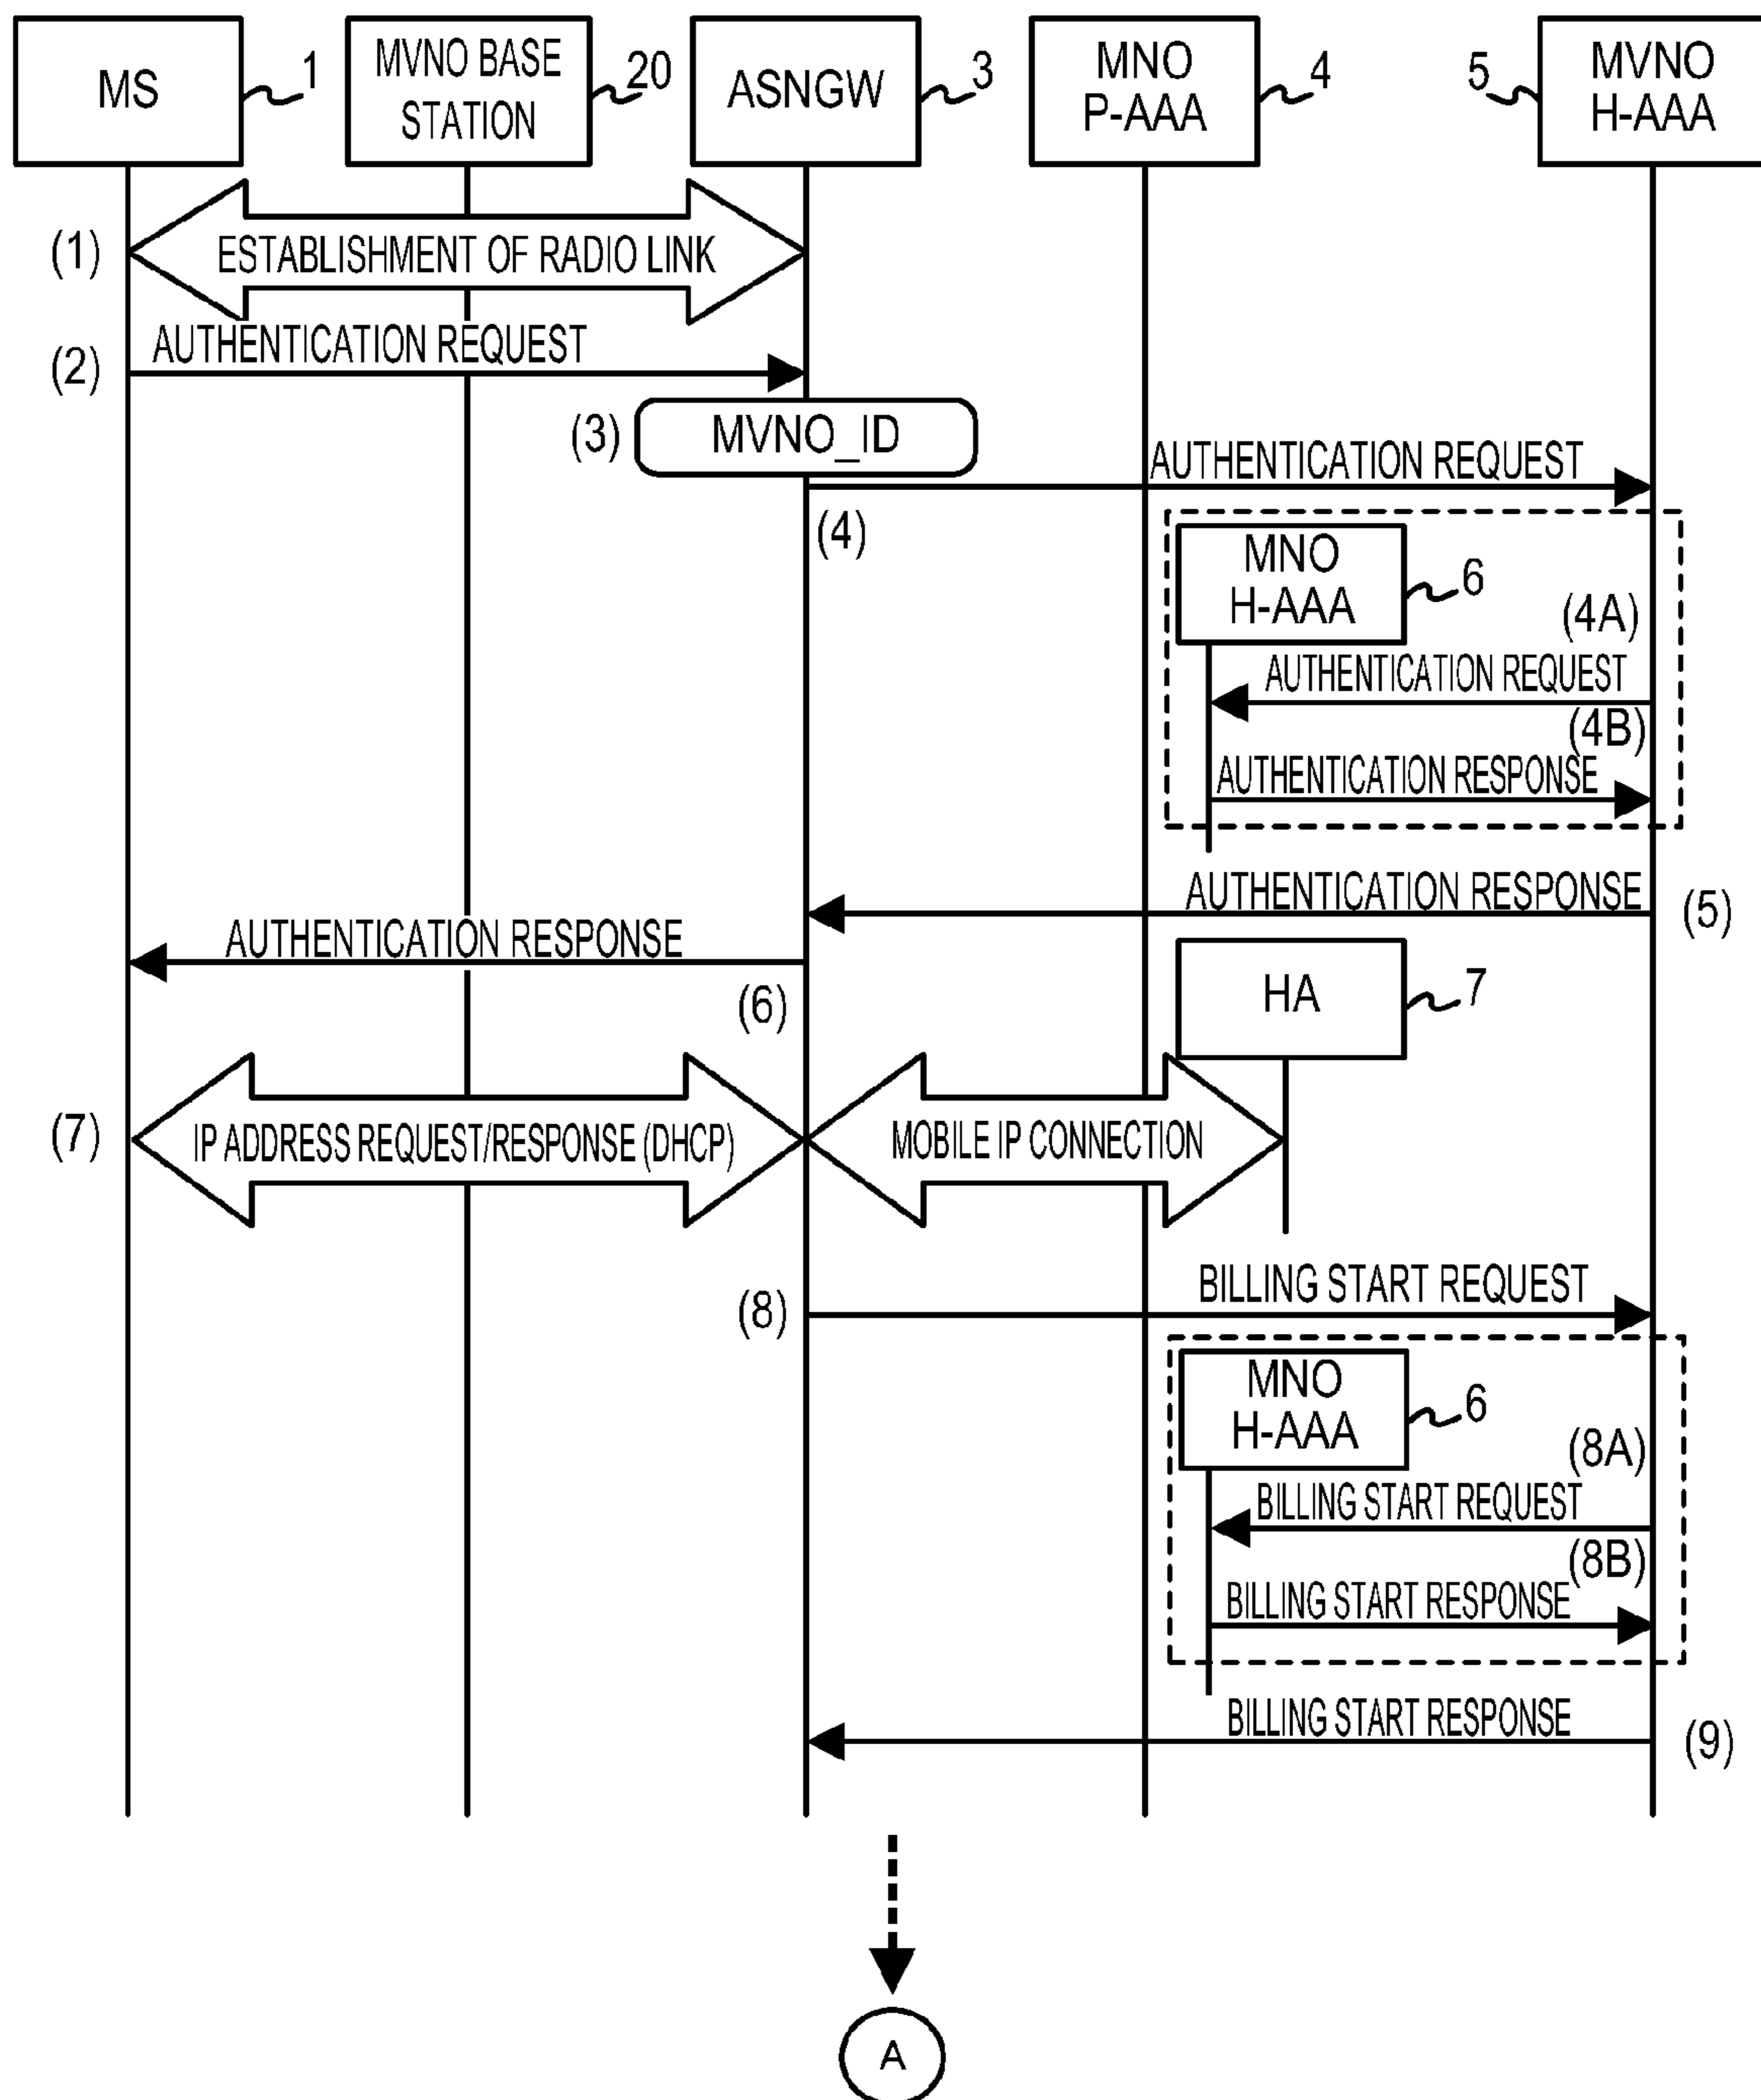 MS
1
MVNO BASE
STATION
20
ASNGW
3
MNO
P-AAA
4
5
MVNO
H-AAA
(1)
ESTABLISHMENT OF RADIO LINK
(2)
AUTHENTICATION REQUEST
(3)
MVNO_ID
AUTHENTICATION REQUEST
(4)
MNO
H-AAA
6
(4A)
AUTHENTICATION REQUEST
(4B)
AUTHENTICATION RESPONSE
AUTHENTICATION RESPONSE
(5)
AUTHENTICATION RESPONSE
(6)
HA
7
(7)
IP ADDRESS REQUEST/RESPONSE (DHCP)
MOBILE IP CONNECTION
(8)
BILLING START REQUEST
MNO
H-AAA
6
(8A)
BILLING START REQUEST
(8B)
BILLING START RESPONSE
BILLING START RESPONSE
(9)
A